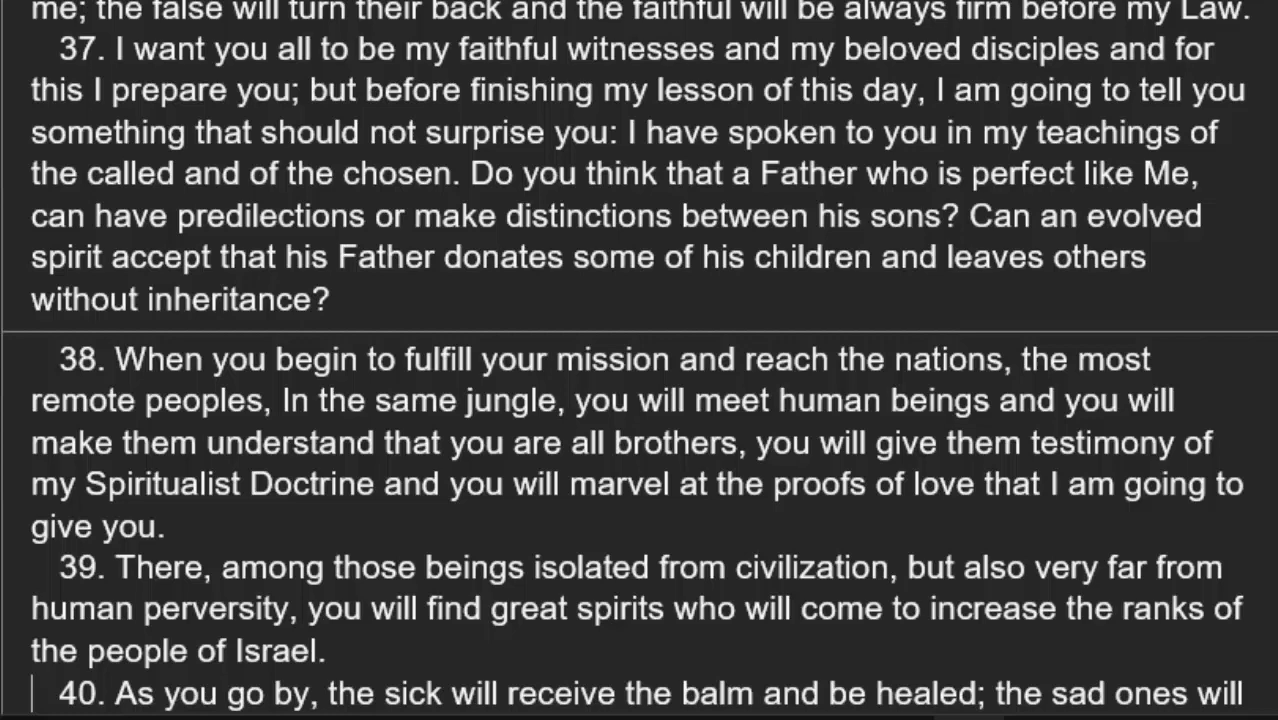 me; the false will turn their back and the faithful will be always firm before my Law.
37. I want you all to be my faithful witnesses and my beloved disciples and for
this I prepare you; but before finishing my lesson of this day, I am going to tell you
something that should not surprise you: I have spoken to you in my teachings of
the called and of the chosen. Do you think that a Father who is perfect like Me,
can have predilections or make distinctions between his sons? Can an evolved
spirit accept that his Father donates some of his children and leaves others
without inheritance?
38. When you begin to fulfill your mission and reach the nations, the most
remote peoples, In the same jungle, you will meet human beings and you will
make them understand that you are all brothers, you will give them testimony of
my Spiritualist Doctrine and you will marvel at the proofs of love that I am going to
give you.
39. There, among those beings isolated from civilization, but also very far from
human perversity, you will find great spirits who will come to increase the ranks of
the people of Israel.
40. As you go by, the sick will receive the balm and be healed; the sad ones will